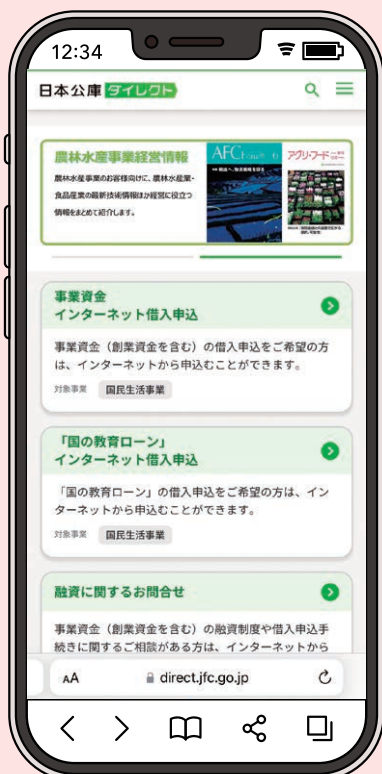 12:34
日本公庫 ダイレクト
農林水産事業経営情報
農林水産事業のお客様向けに、農林水産業・
食品産業の最新技術情報ほか経営に役立つ
情報をまとめて紹介します。
AFCフォーラム
アグリ・フード
事業資金
インターネット借入申込
事業資金(創業資金を含む)の借入申込をご希望の方
は、インターネットから申込むことができます。
対象事業 国民生活事業
「国の教育ローン」
インターネット借入申込
「国の教育ローン」の借入申込をご希望の方は、イン
ターネットから申込むことができます。
対象事業 国民生活事業
融資に関するお問合せ
事業資金(創業資金を含む)の融資制度や借入申込手
続きに関するご相談がある方は、インターネットから
AA direct.jfc.go.jp